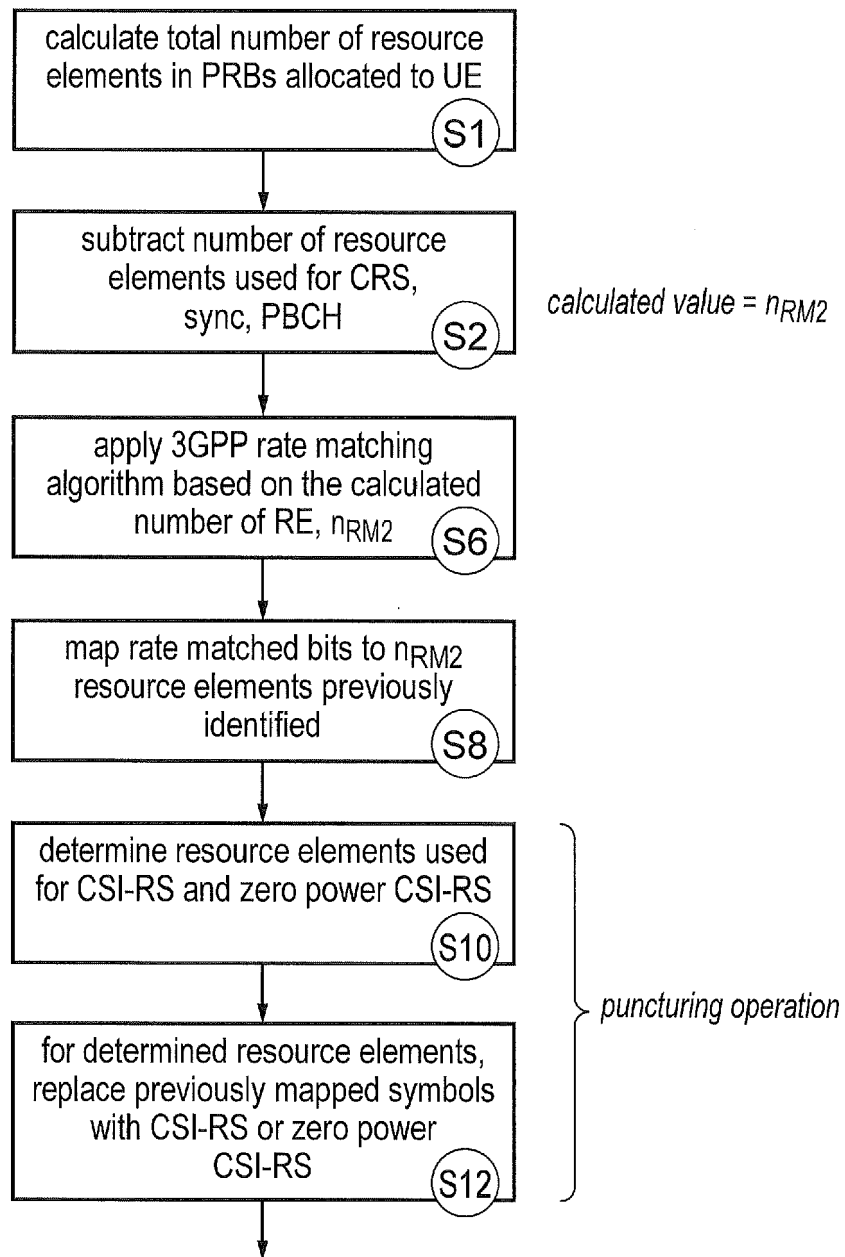 calculate total number of resource
elements in PRBs allocated to UE
S1
subtract number of resource
elements used for CRS,
sync, PBCH
S2
calculated value = nRM2
apply 3GPP rate matching
algorithm based on the calculated
number of RE, nRM2
S6
map rate matched bits to nRM2
resource elements previously
identified
S8
determine resource elements used
for CSI-RS and zero power CSI-RS
S10
puncturing operation
for determined resource elements,
replace previously mapped symbols
with CSI-RS or zero power
CSI-RS
S12